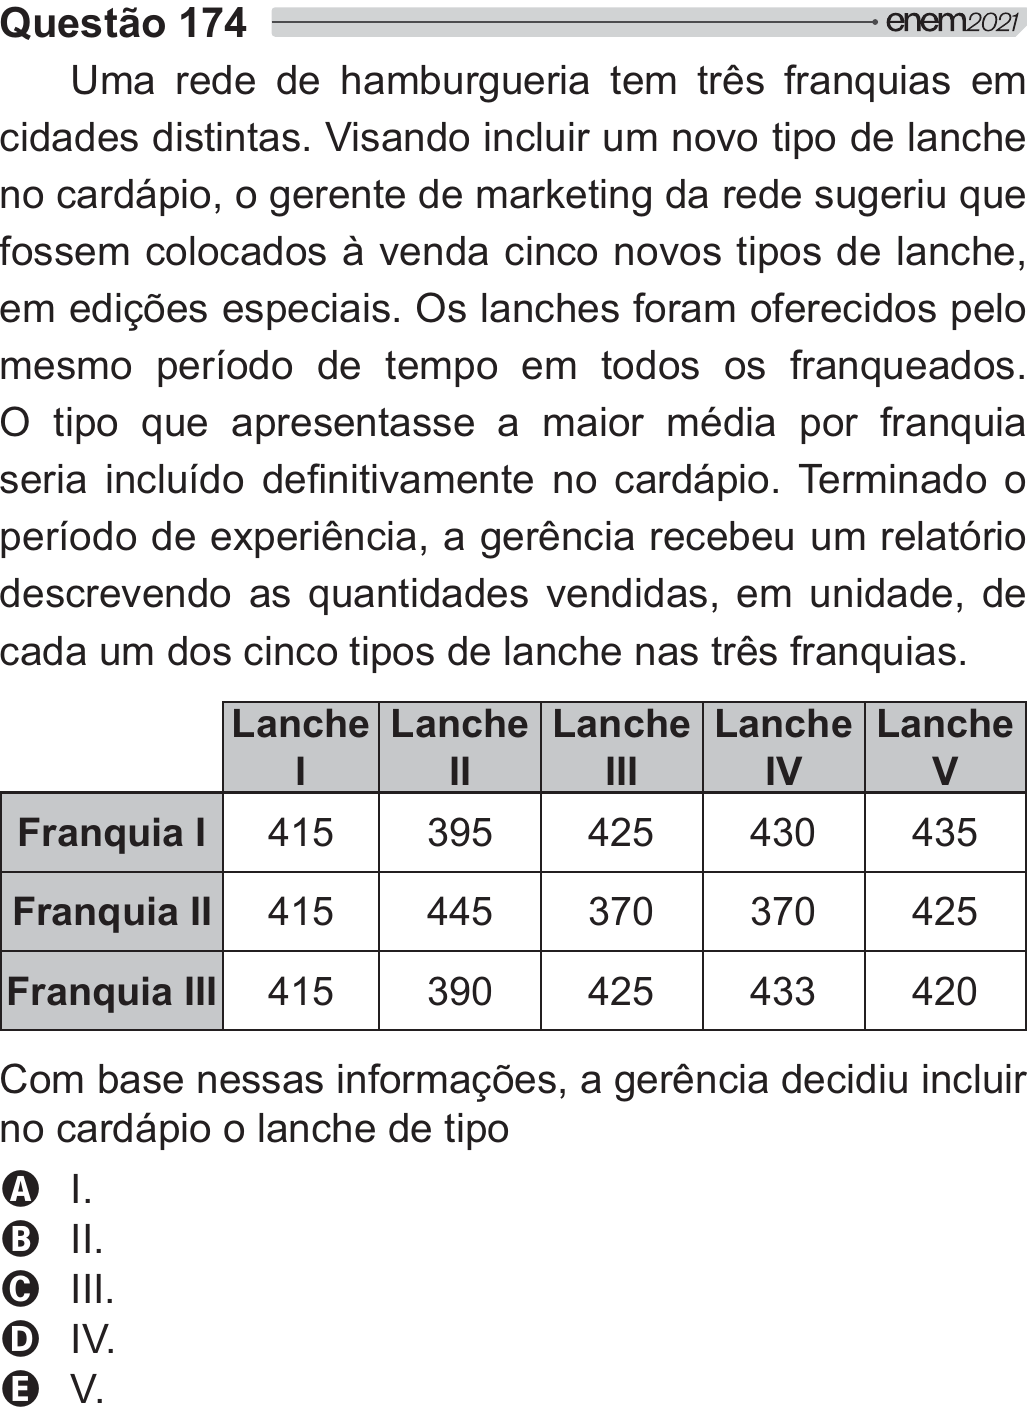 Questão 174 enem2021
Uma rede de hamburgueria tem três franquias em
cidades distintas. Visando incluir um novo tipo de lanche
no cardápio, o gerente de marketing da rede sugeriu que
fossem colocados à venda cinco novos tipos de lanche,
em edições especiais. Os lanches foram oferecidos pelo
mesmo período de tempo em todos os franqueados.
O tipo que apresentasse a maior média por franquia
seria incluído definitivamente no cardápio. Terminado o
período de experiência, a gerência recebeu um relatório
descrevendo as quantidades vendidas, em unidade, de
cada um dos cinco tipos de lanche nas três franquias.
Lanche Lanche Lanche Lanche Lanche
I II III IV V
Franquia I 415 395 425 430 435
Franquia II 415 445 370 370 425
Franquia III 415 390 425 433 420
Com base nessas informações, a gerência decidiu incluir
no cardápio o lanche de tipo
A I.
B II.
C III.
D IV.
E V.